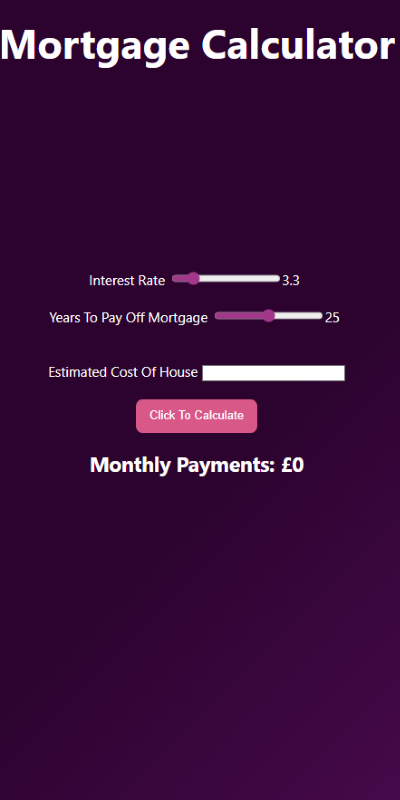 Mortgage Calculator
Interest Rate 3.3
Years To Pay Off Mortgage 25
Estimated Cost Of House
Click To Calculate
Monthly Payments: £0